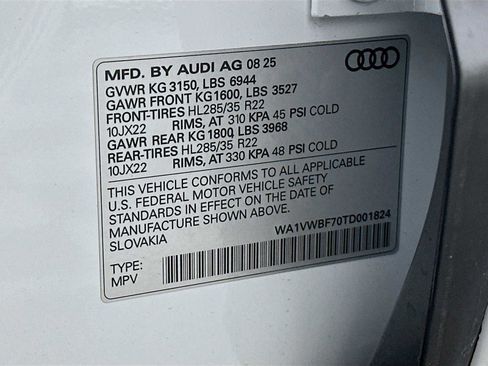 MFD. BY AUDI AG 08 25
GVWR KG 3150, LBS 6944
GAWR FRONT KG1600, LBS 3527
FRONT-TIRES HL285/35 R22
10JX22 RIMS, AT 310 KPA 45 PSI COLD
GAWR REAR KG 1800, LBS 3968
REAR-TIRES HL285/35 R22
10JX22 RIMS, AT 330 KPA 48 PSI COLD
THIS VEHICLE CONFORMS TO ALL APPLICABLE
U.S. FEDERAL MOTOR VEHICLE SAFETY
STANDARDS IN EFFECT ON THE DATE OF
MANUFACTURE SHOWN ABOVE.
SLOVAKIA
WA1VWBF70TD001824
TYPE:
MPV